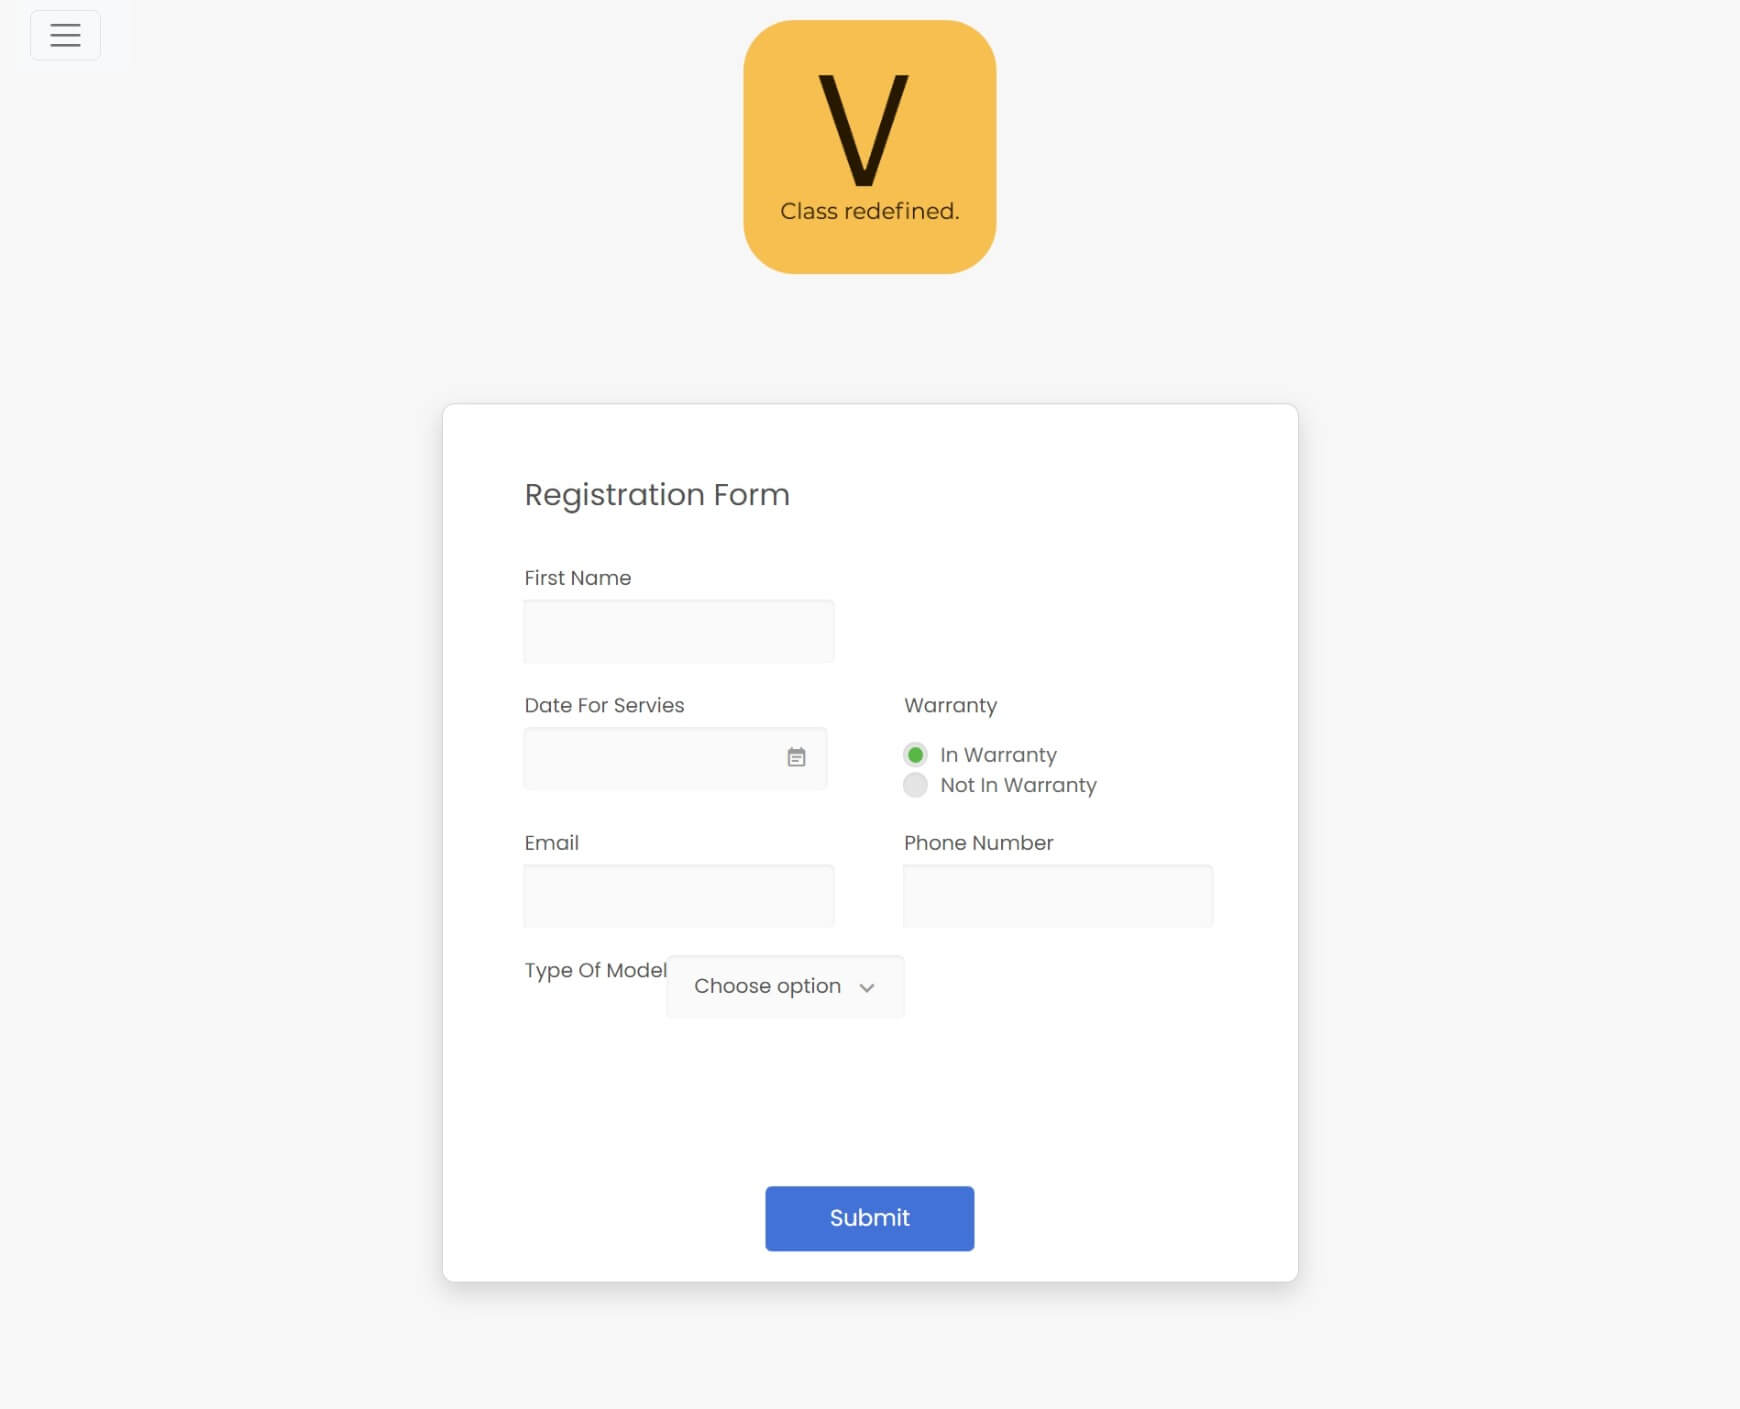 V
Class redefined.
Registration Form
First Name
Date For Servies
Warranty
In Warranty
Not In Warranty
Email
Phone Number
Type Of Model
Choose option
Submit